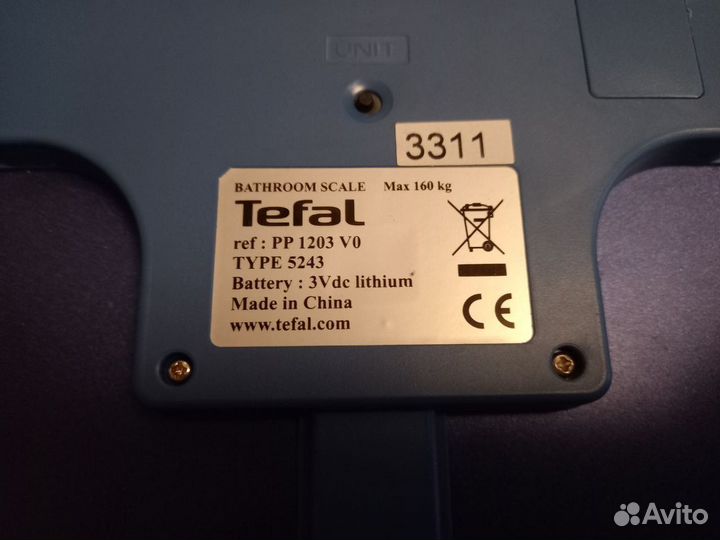 UNIT
3311
BATHROOM SCALE Max 160 kg
Tefal
ref : PP 1203 V0
TYPE 5243
Battery : 3Vdc lithium
Made in China
www.tefal.com
CE
Avito